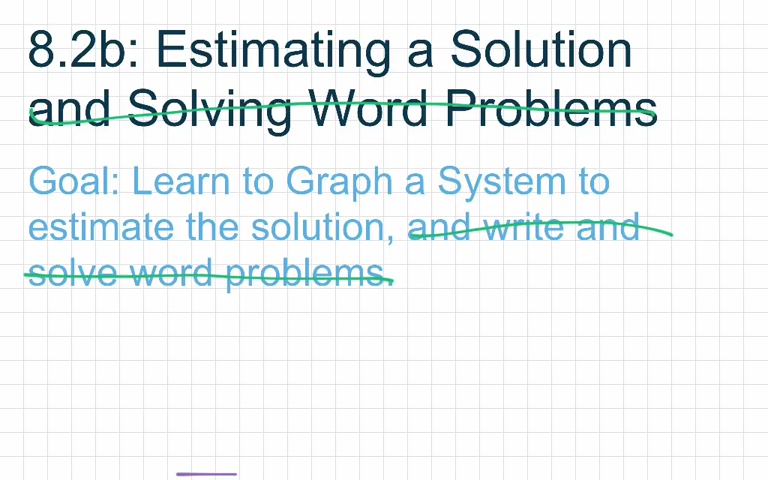 8.2b: Estimating a Solution
and Solving Word Problems
Goal: Learn to Graph a System to
estimate the solution, and write and
solve word problems.